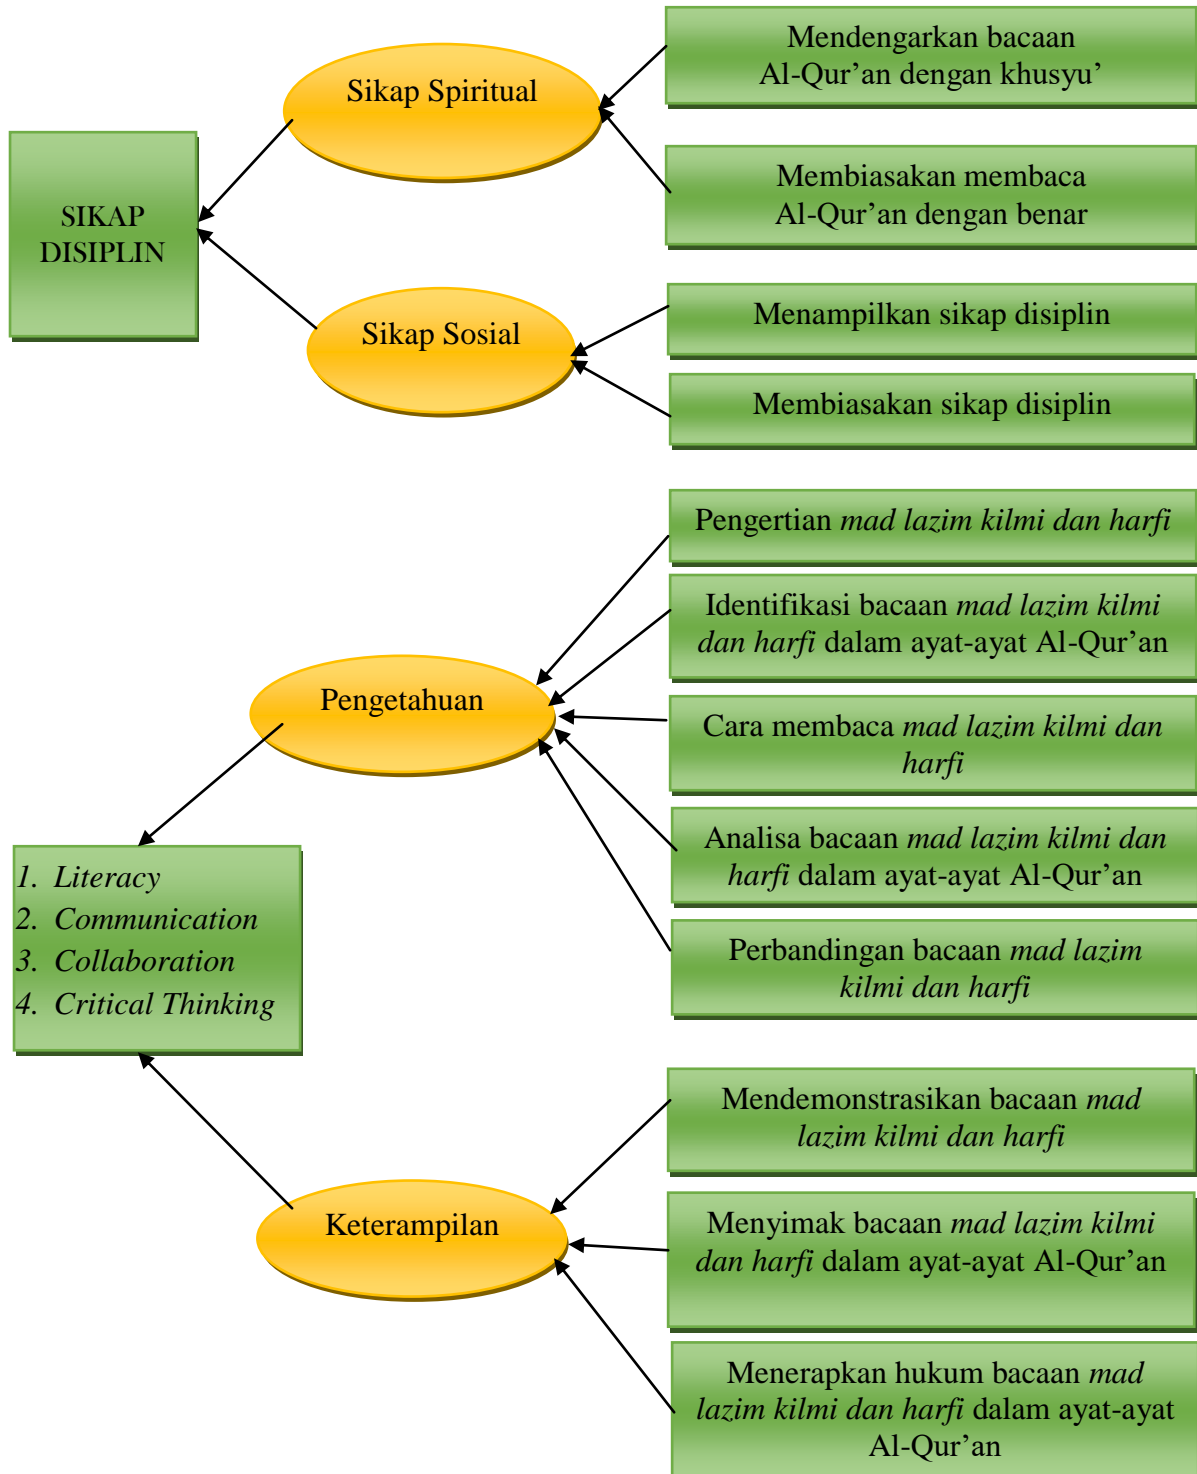 Mendengarkan bacaan
Al-Qur’an dengan khusyu’
Sikap Spiritual
Membiasakan membaca
Al-Qur’an dengan benar
SIKAP
DISIPLIN
Menampilkan sikap disiplin
Sikap Sosial
Membiasakan sikap disiplin
Pengertian mad lazim kilmi dan harfi
Identifikasi bacaan mad lazim kilmi
dan harfi dalam ayat-ayat Al-Qur’an
Pengetahuan
Cara membaca mad lazim kilmi dan
harfi
Analisa bacaan mad lazim kilmi dan
harfi dalam ayat-ayat Al-Qur’an
Perbandingan bacaan mad lazim
kilmi dan harfi
1. Literacy
2. Communication
3. Collaboration
4. Critical Thinking
Mendemonstrasikan bacaan mad
lazim kilmi dan harfi
Keterampilan
Menyimak bacaan mad lazim kilmi
dan harfi dalam ayat-ayat Al-Qur’an
Menerapkan hukum bacaan mad
lazim kilmi dan harfi dalam ayat-ayat
Al-Qur’an